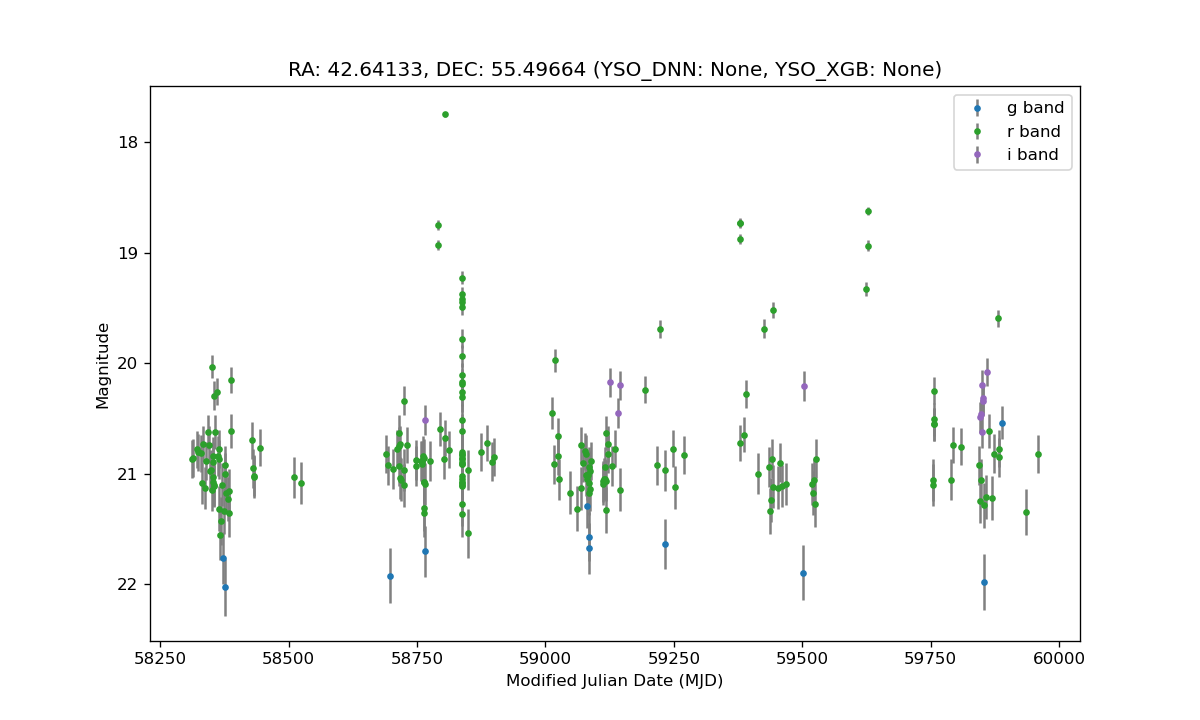 RA: 42.64133, DEC: 55.49664 (YSO_DNN: None, YSO_XGB: None)
g band
r band
i band
18
19
20
21
22
Magnitude
58250 58500 58750 59000 59250 59500 59750 60000
Modified Julian Date (MJD)